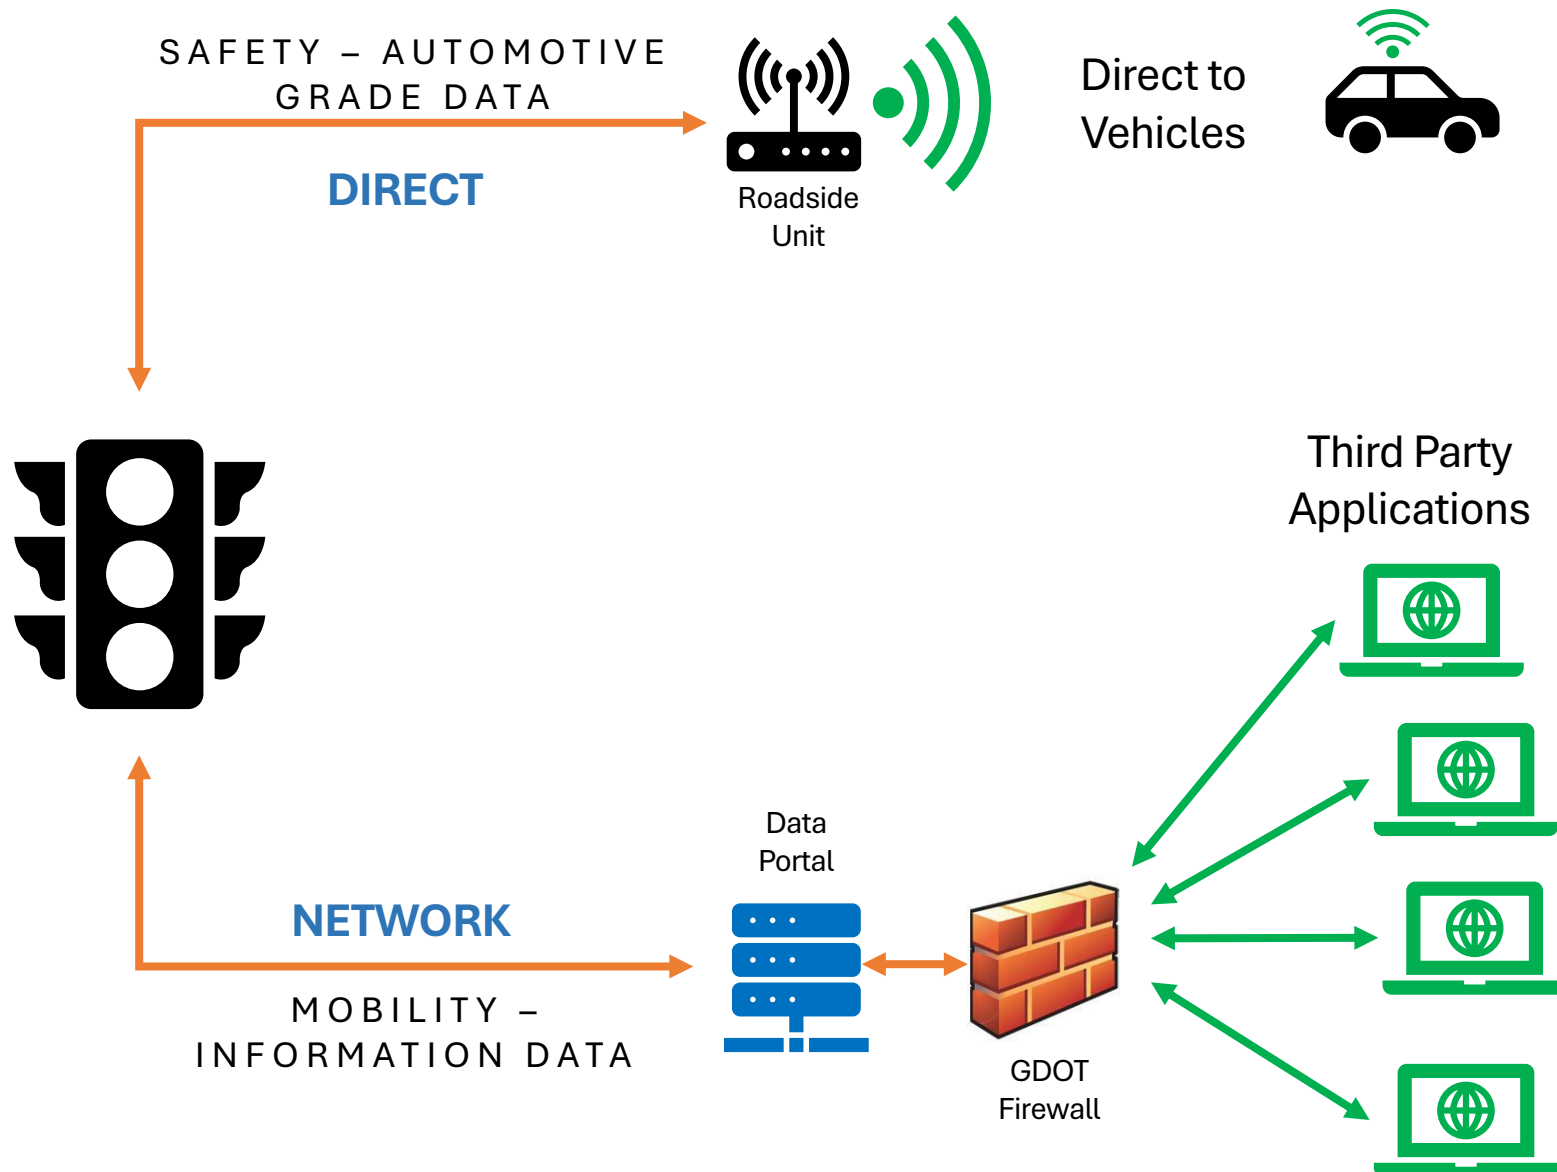 SAFETY – AUTOMOTIVE
GRADE DATA
DIRECT
Roadside
Unit
Direct to
Vehicles
Third Party
Applications
Data
Portal
NETWORK
MOBILITY –
INFORMATION DATA
GDOT
Firewall